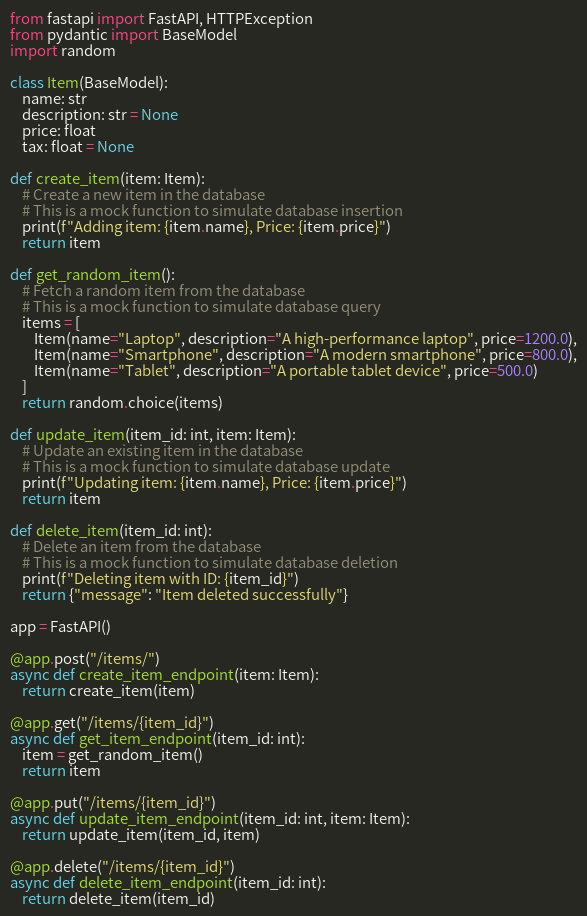 from fastapi import FastAPI, HTTPException
from pydantic import BaseModel
import random

class Item(BaseModel):
    name: str
    description: str = None
    price: float
    tax: float = None

def create_item(item: Item):
    # Create a new item in the database
    # This is a mock function to simulate database insertion
    print(f"Adding item: {item.name}, Price: {item.price}")
    return item

def get_random_item():
    # Fetch a random item from the database
    # This is a mock function to simulate database query
    items = [
        Item(name="Laptop", description="A high-performance laptop", price=1200.0),
        Item(name="Smartphone", description="A modern smartphone", price=800.0),
        Item(name="Tablet", description="A portable tablet device", price=500.0)
    ]
    return random.choice(items)

def update_item(item_id: int, item: Item):
    # Update an existing item in the database
    # This is a mock function to simulate database update
    print(f"Updating item: {item.name}, Price: {item.price}")
    return item

def delete_item(item_id: int):
    # Delete an item from the database
    # This is a mock function to simulate database deletion
    print(f"Deleting item with ID: {item_id}")
    return {"message": "Item deleted successfully"}

app = FastAPI()

@app.post("/items/")
async def create_item_endpoint(item: Item):
    return create_item(item)

@app.get("/items/{item_id}")
async def get_item_endpoint(item_id: int):
    item = get_random_item()
    return item

@app.put("/items/{item_id}")
async def update_item_endpoint(item_id: int, item: Item):
    return update_item(item_id, item)

@app.delete("/items/{item_id}")
async def delete_item_endpoint(item_id: int):
    return delete_item(item_id)